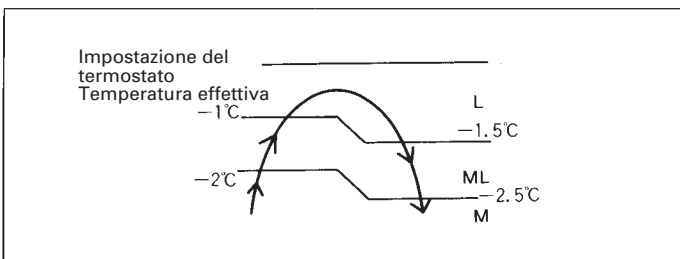 Impostazione del
termostato
Temperatura effettiva
L
−1℃
−1.5℃
−2℃
ML
−2.5℃
M